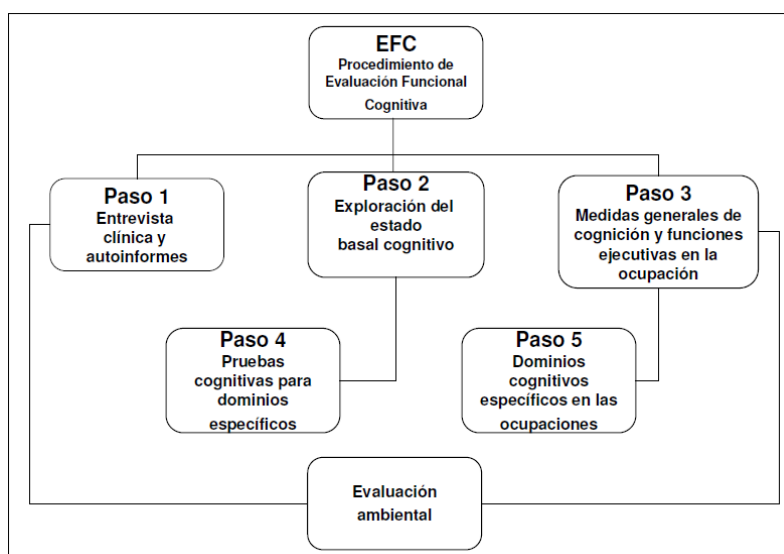 EFC
Procedimiento de
Evaluación Funcional
Cognitiva
Paso 1
Entrevista
clínica y
autoinformes
Paso 2
Exploración del
estado
basal cognitivo
Paso 3
Medidas generales de
cognición y funciones
ejecutivas en la
ocupación
Paso 4
Pruebas
cognitivas para
dominios
específicos
Paso 5
Dominios
cognitivos
específicos en las
ocupaciones
Evaluación
ambiental